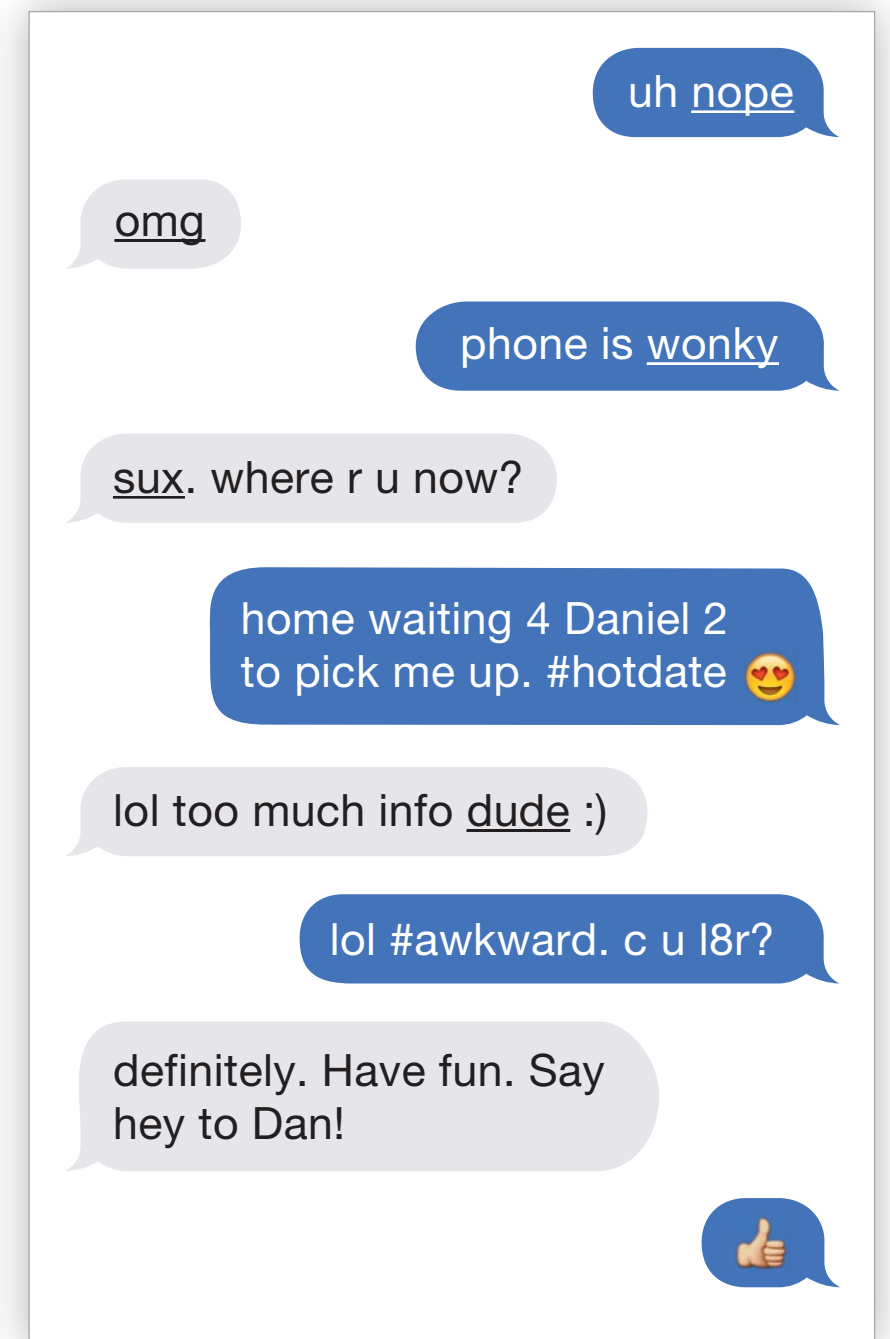 uh nope
omg
phone is wonky
sux. where r u now?
home waiting 4 Daniel 2
to pick me up. #hotdate 😍
lol too much info dude :)
lol #awkward. c u l8r?
definitely. Have fun. Say
hey to Dan!
👍🏼